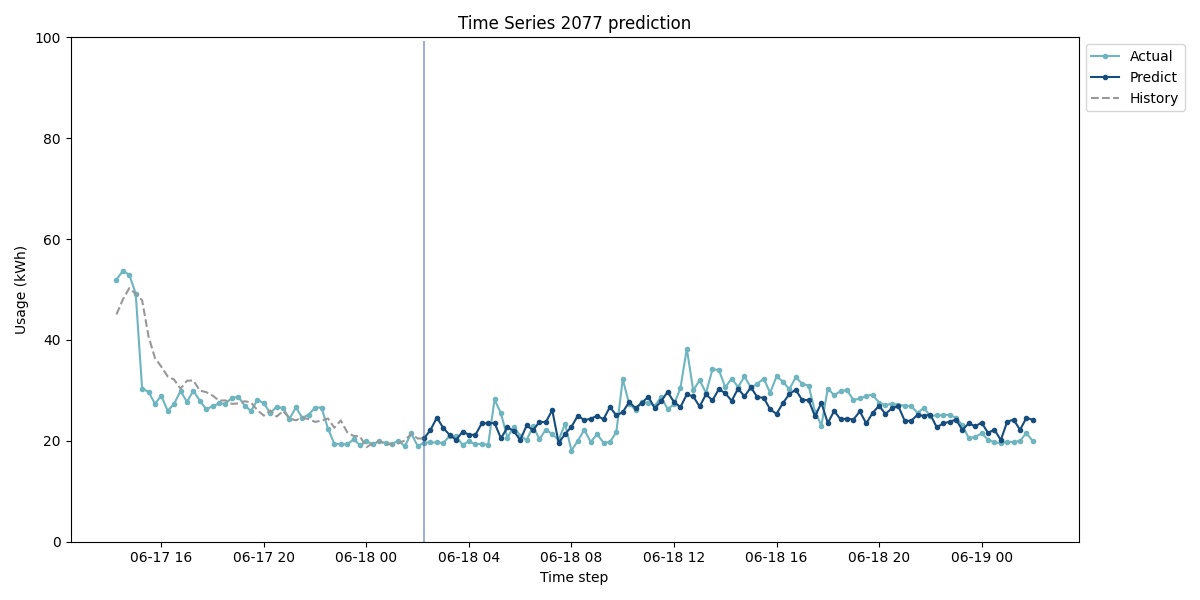 Time Series 2077 prediction
Usage (kWh)
100
80
60
40
20
0
06-17 16
06-17 20
06-18 00
06-18 04
06-18 08
06-18 12
06-18 16
06-18 20
06-19 00
Time step
Actual
Predict
History